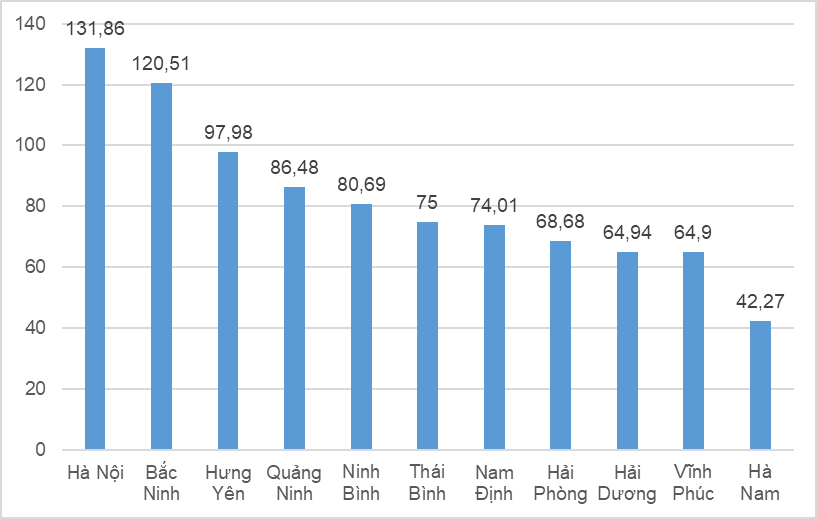 140
120
100
80
60
40
20
0
131,86
120,51
97,98
86,48
80,69
75
74,01
68,68
64,94
64,9
42,27
Hà Nội
Bắc
Ninh
Hưng
Yên
Quảng
Ninh
Ninh
Bình
Thái
Bình
Nam
Định
Hải
Phòng
Hải
Dương
Vĩnh
Phúc
Hà
Nam